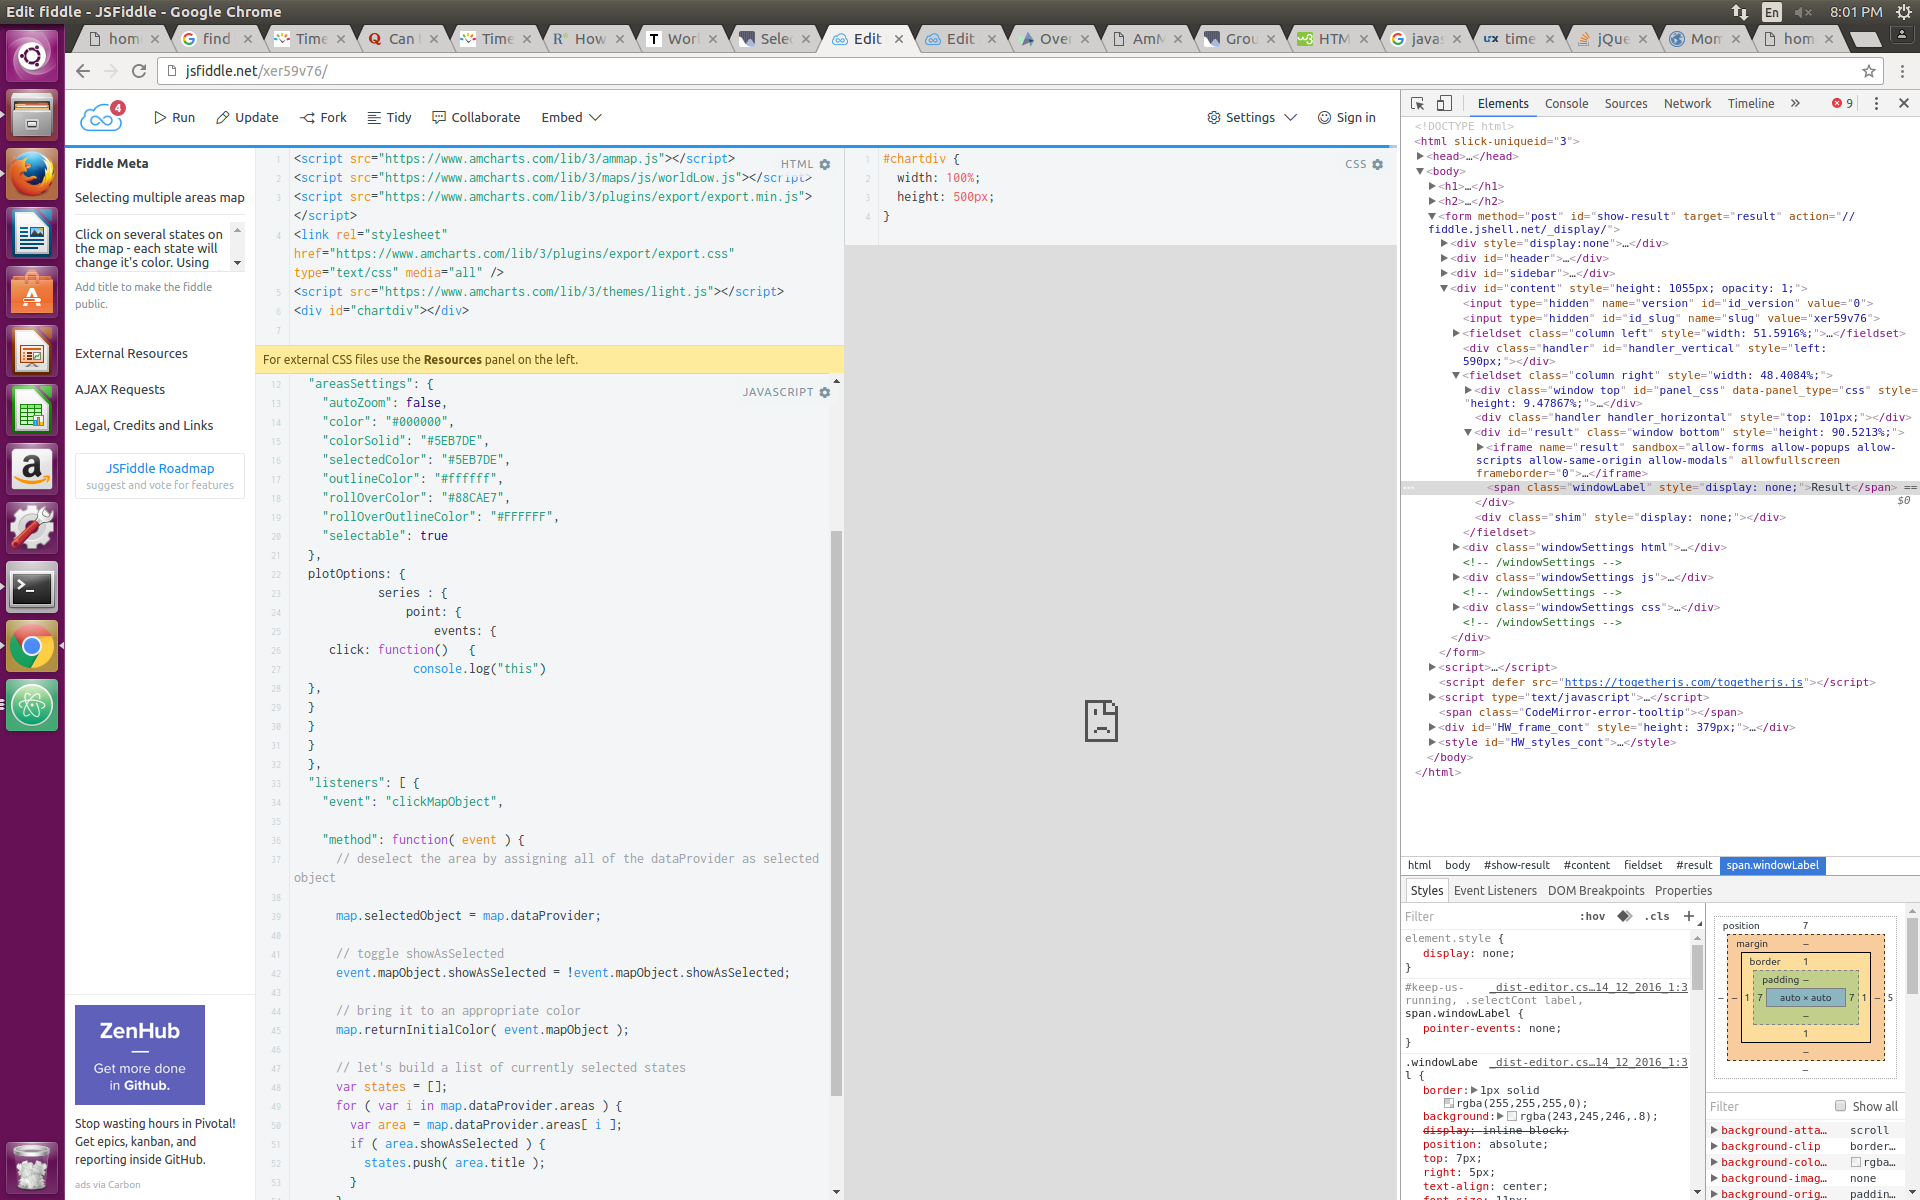 Edit fiddle - JSFiddle - Google Chrome
En
8:01 PM
hom
find
Time
Can I
Time
How
Worl
Selec
Edit
Edit
Over
AmM
Grou
HTM
javas
time
jQue
Mom
hom
jsfiddle.net/xer59v76/
4
Run
Update
Fork
Tidy
Collaborate
Embed
Settings
Sign in
Fiddle Meta
Selecting multiple areas map
Click on several states on
the map - each state will
change it's color. Using
Add title to make the fiddle
public.
External Resources
AJAX Requests
Legal, Credits and Links
JSFiddle Roadmap
suggest and vote for features
ZenHub
Get more done
in Github.
Stop wasting hours in Pivotal!
Get epics, kanban, and
reporting inside GitHub.
ads via Carbon
HTML
1 <script src="https://www.amcharts.com/lib/3/ammap.js"></script>
2 <script src="https://www.amcharts.com/lib/3/maps/js/worldLow.js"></script>
3 <script src="https://www.amcharts.com/lib/3/plugins/export/export.min.js">
</script>
4 <link rel="stylesheet"
href="https://www.amcharts.com/lib/3/plugins/export/export.css"
type="text/css" media="all" />
5 <script src="https://www.amcharts.com/lib/3/themes/light.js"></script>
6 <div id="chartdiv"></div>
7
For external CSS files use the Resources panel on the left.
JAVASCRIPT
12 "areasSettings": {
13 "autoZoom": false,
14 "color": "#000000",
15 "colorSolid": "#5EB7DE",
16 "selectedColor": "#5EB7DE",
17 "outlineColor": "#ffffff",
18 "rollOverColor": "#88CAE7",
19 "rollOverOutlineColor": "#FFFFFF",
20 "selectable": true
21 },
22 plotOptions: {
23 series : {
24 point: {
25 events: {
26 click: function() {
27 console.log("this")
28 },
29 }
30 }
31 }
32 },
33 "listeners": [ {
34 "event": "clickMapObject",
35
36 "method": function( event ) {
37 // deselect the area by assigning all of the dataProvider as selected
object
38
39 map.selectedObject = map.dataProvider;
40
41 // toggle showAsSelected
42 event.mapObject.showAsSelected = !event.mapObject.showAsSelected;
43
44 // bring it to an appropriate color
45 map.returnInitialColor( event.mapObject );
46
47 // let's build a list of currently selected states
48 var states = [];
49 for ( var i in map.dataProvider.areas ) {
50 var area = map.dataProvider.areas[ i ];
51 if ( area.showAsSelected ) {
52 states.push( area.title );
53 }
CSS
1 #chartdiv {
2 width: 100%;
3 height: 500px;
4 }
Elements
Console
Sources
Network
Timeline
»
9
<!DOCTYPE html>
<html slick-uniqueid="3">
<head>…</head>
<body>
<h1>…</h1>
<h2>…</h2>
<form method="post" id="show-result" target="result" action="//
fiddle.jshell.net/_display/">
<div style="display:none">…</div>
<div id="header">…</div>
<div id="sidebar">…</div>
<div id="content" style="height: 1055px; opacity: 1;">
<input type="hidden" name="version" id="id_version" value="0">
<input type="hidden" id="id_slug" name="slug" value="xer59v76">
<fieldset class="column left" style="width: 51.5916%;">…</fieldset>
<div class="handler" id="handler_vertical" style="left:
590px;"></div>
<fieldset class="column right" style="width: 48.4084%;">
<div class="window top" id="panel_css" data-panel_type="css" style=
"height: 9.47867%;">…</div>
<div class="handler handler_horizontal" style="top: 101px;"></div>
<div id="result" class="window bottom" style="height: 90.5213%;">
<iframe name="result" sandbox="allow-forms allow-popups allow-
scripts allow-same-origin allow-modals" allowfullscreen
frameborder="0">…</iframe>
<span class="windowLabel" style="display: none;">Result</span> ==
$0
</div>
<div class="shim" style="display: none;"></div>
</fieldset>
<div class="windowSettings html">…</div>
<!-- /windowSettings -->
<div class="windowSettings js">…</div>
<!-- /windowSettings -->
<div class="windowSettings css">…</div>
<!-- /windowSettings -->
</div>
</form>
<script>…</script>
<script defer src="https://togetherjs.com/togetherjs.js"></script>
<script type="text/javascript">…</script>
<span class="CodeMirror-error-tooltip"></span>
<div id="HW_frame_cont" style="height: 379px;">…</div>
<style id="HW_styles_cont">…</style>
</body>
</html>
html body #show-result #content fieldset #result span.windowLabel
Styles Event Listeners DOM Breakpoints Properties
Filter :hov .cls +
element.style {
display: none;
}
#keep-us- _dist-editor.cs…14_12_2016_1:3
running, .selectCont label,
span.windowLabel {
pointer-events: none;
}
.windowLabe _dist-editor.cs…14_12_2016_1:3
l {
border: 1px solid
rgba(255,255,255,0);
background: rgba(243,245,246,.8);
display: inline-block;
position: absolute;
top: 7px;
right: 5px;
text-align: center;
font-size: 11px;
position 7
margin –
border 1
padding –
– – 1 7 auto × auto 7 1 – 5
–
1
–
–
Filter Show all
background-atta… scroll
background-clip border…
background-colo… rgba…
background-imag… none
background-orig… paddin…